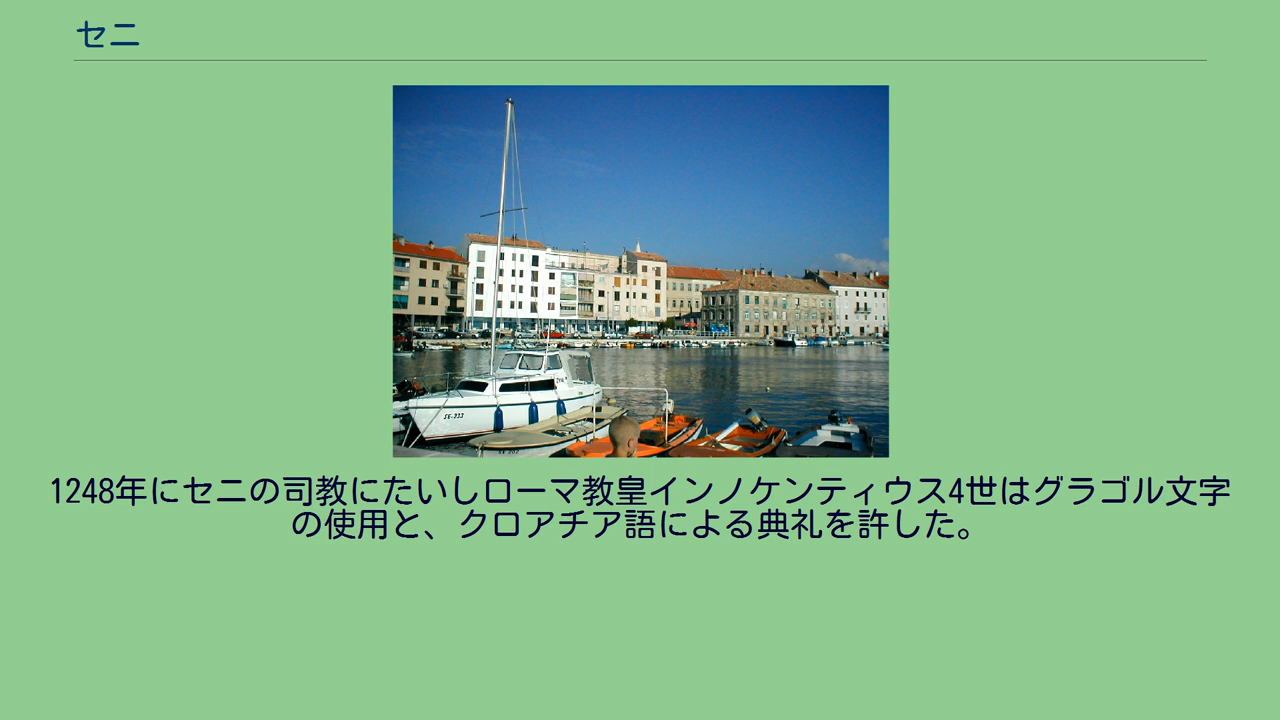 セニ
SE-233
1248年にセニの司教にたいしローマ教皇インノケンティウス4世はグラゴル文字
の使用と、クロアチア語による典礼を許した。